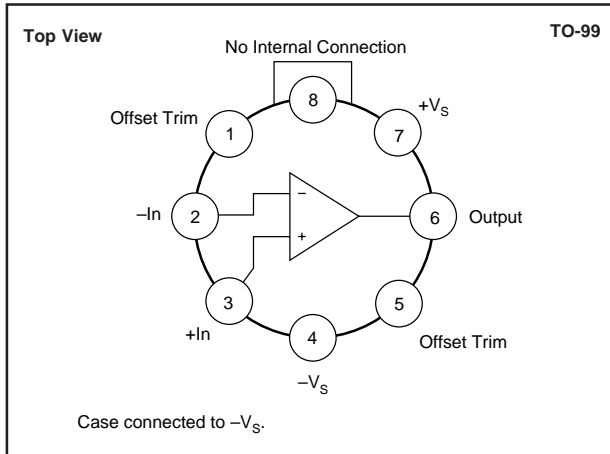 Top View
TO-99
No Internal Connection
8
Offset Trim
1
7
+VS
–In
2
–
+
6
Output
3
+In
4
–VS
5
Offset Trim
Case connected to –VS.